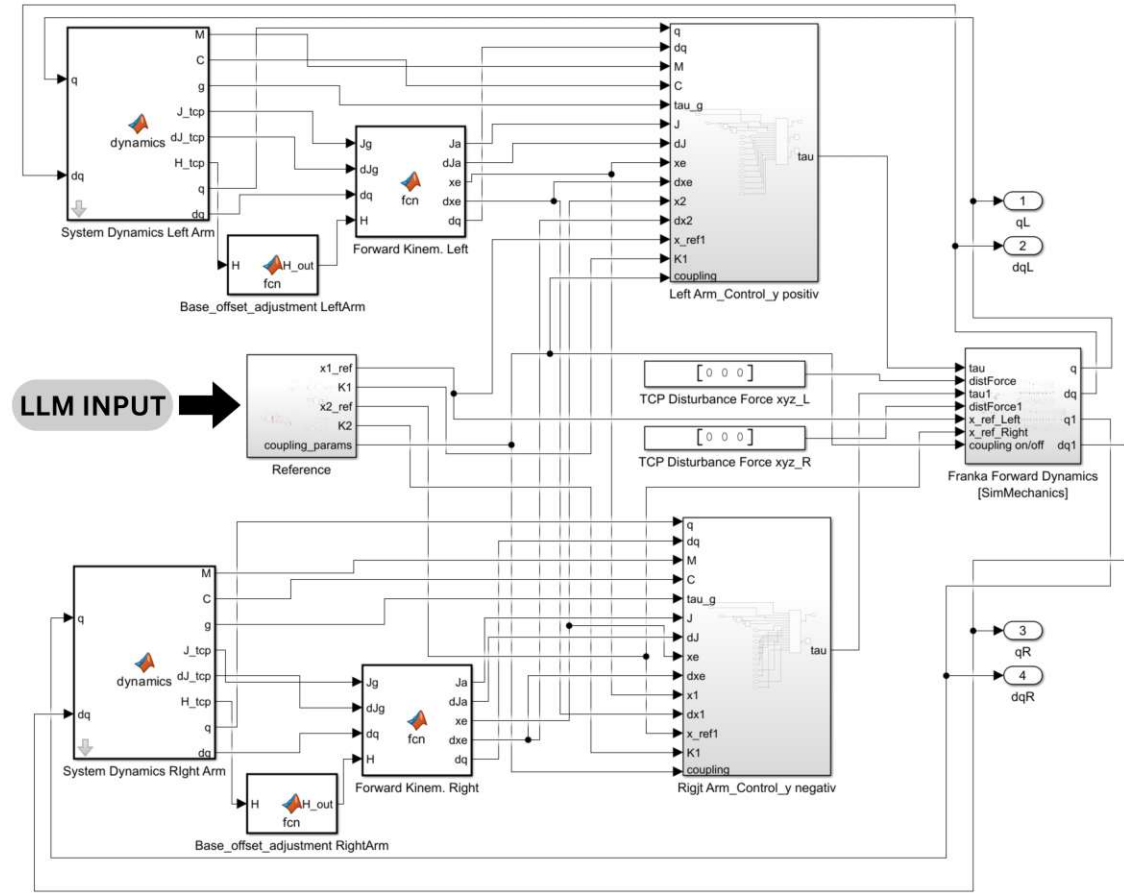 M
C
g
J_tcp
dJ_tcp
H_tcp
q
dq
q
dq
dynamics
System Dynamics Left Arm
Jg
dJg
dq
H
fcn
Ja
dJa
xe
dxe
dq
Forward Kinem. Left
H
H_out
fcn
Base_offset_adjustment LeftArm
q
dq
M
C
tau_g
J
dJ
xe
dxe
x2
dx2
x_ref1
K1
coupling
tau
Left Arm_Control_y positiv
1
qL
2
dqL
LLM INPUT
x1_ref
K1
x2_ref
K2
coupling_params
Reference
[0 0 0]
TCP Disturbance Force xyz_L
[0 0 0]
TCP Disturbance Force xyz_R
tau
distForce
tau1
distForce1
x_ref_Left
x_ref_Right
coupling on/off
q
dq
q1
dq1
Franka Forward Dynamics
[SimMechanics]
M
C
g
J_tcp
dJ_tcp
H_tcp
q
dq
q
dq
dynamics
System Dynamics RIght Arm
Jg
dJg
dq
H
fcn
Ja
dJa
xe
dxe
dq
Forward Kinem. Right
H
H_out
fcn
Base_offset_adjustment RightArm
q
dq
M
C
tau_g
J
dJ
xe
dxe
x1
dx1
x_ref1
K1
coupling
tau
Rigjt Arm_Control_y negativ
3
qR
4
dqR